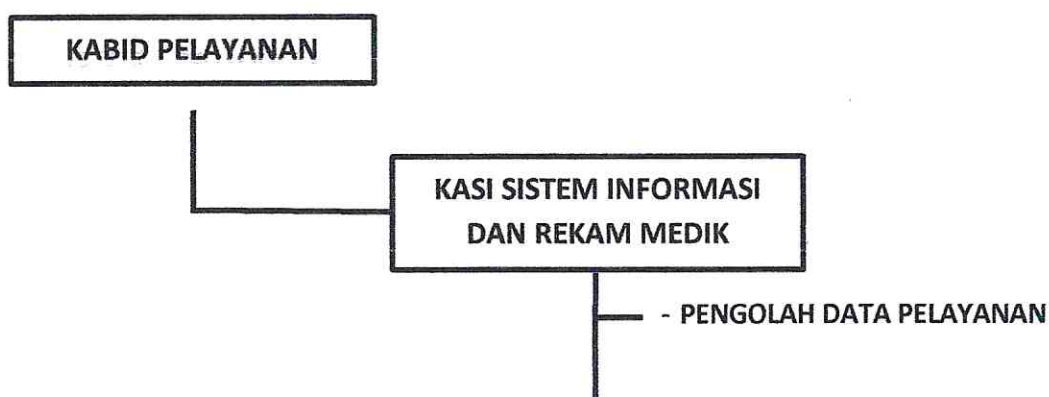 KABID PELAYANAN
KASI SISTEM INFORMASI
DAN REKAM MEDIK
- PENGOLAH DATA PELAYANAN